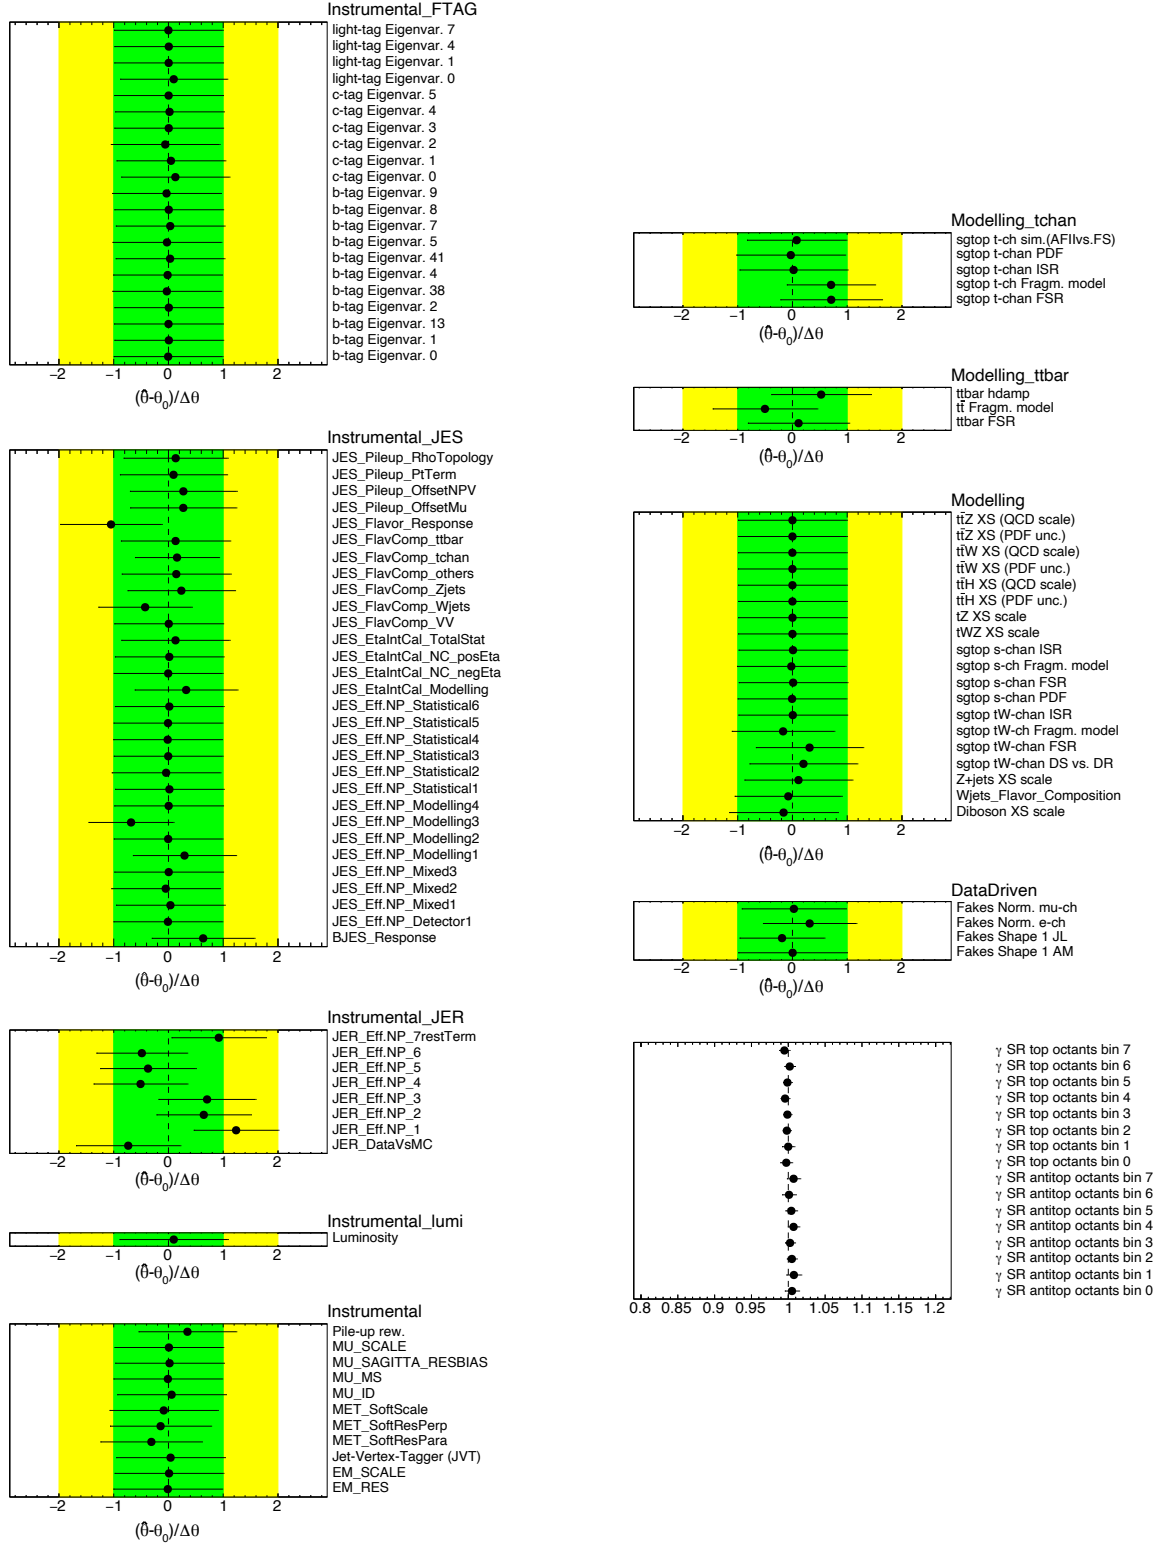 Instrumental_FTAG
light-tag Eigenvar. 7
light-tag Eigenvar. 4
light-tag Eigenvar. 1
light-tag Eigenvar. 0
c-tag Eigenvar. 5
c-tag Eigenvar. 4
c-tag Eigenvar. 3
c-tag Eigenvar. 2
c-tag Eigenvar. 1
c-tag Eigenvar. 0
b-tag Eigenvar. 9
b-tag Eigenvar. 8
b-tag Eigenvar. 7
b-tag Eigenvar. 5
b-tag Eigenvar. 41
b-tag Eigenvar. 4
b-tag Eigenvar. 38
b-tag Eigenvar. 2
b-tag Eigenvar. 13
b-tag Eigenvar. 1
b-tag Eigenvar. 0
−2 −1 0 1 2
(θ̂-θ₀)/Δθ
Instrumental_JES
JES_Pileup_RhoTopology
JES_Pileup_PtTerm
JES_Pileup_OffsetNPV
JES_Pileup_OffsetMu
JES_Flavor_Response
JES_FlavComp_ttbar
JES_FlavComp_tchan
JES_FlavComp_others
JES_FlavComp_Zjets
JES_FlavComp_Wjets
JES_FlavComp_VV
JES_EtaIntCal_TotalStat
JES_EtaIntCal_NC_posEta
JES_EtaIntCal_NC_negEta
JES_EtaIntCal_Modelling
JES_Eff.NP_Statistical6
JES_Eff.NP_Statistical5
JES_Eff.NP_Statistical4
JES_Eff.NP_Statistical3
JES_Eff.NP_Statistical2
JES_Eff.NP_Statistical1
JES_Eff.NP_Modelling4
JES_Eff.NP_Modelling3
JES_Eff.NP_Modelling2
JES_Eff.NP_Modelling1
JES_Eff.NP_Mixed3
JES_Eff.NP_Mixed2
JES_Eff.NP_Mixed1
JES_Eff.NP_Detector1
BJES_Response
−2 −1 0 1 2
(θ̂-θ₀)/Δθ
Instrumental_JER
JER_Eff.NP_7restTerm
JER_Eff.NP_6
JER_Eff.NP_5
JER_Eff.NP_4
JER_Eff.NP_3
JER_Eff.NP_2
JER_Eff.NP_1
JER_DataVsMC
−2 −1 0 1 2
(θ̂-θ₀)/Δθ
Instrumental_lumi
Luminosity
−2 −1 0 1 2
(θ̂-θ₀)/Δθ
Instrumental
Pile-up rew.
MU_SCALE
MU_SAGITTA_RESBIAS
MU_MS
MU_ID
MET_SoftScale
MET_SoftResPerp
MET_SoftResPara
Jet-Vertex-Tagger (JVT)
EM_SCALE
EM_RES
−2 −1 0 1 2
(θ̂-θ₀)/Δθ
Modelling_tchan
sgtop t-ch sim.(AFIIvs.FS)
sgtop t-chan PDF
sgtop t-chan ISR
sgtop t-ch Fragm. model
sgtop t-chan FSR
−2 −1 0 1 2
(θ̂-θ₀)/Δθ
Modelling_ttbar
ttbar hdamp
tt̄ Fragm. model
ttbar FSR
−2 −1 0 1 2
(θ̂-θ₀)/Δθ
Modelling
tt̄Z XS (QCD scale)
tt̄Z XS (PDF unc.)
tt̄W XS (QCD scale)
tt̄W XS (PDF unc.)
tt̄H XS (QCD scale)
tt̄H XS (PDF unc.)
tZ XS scale
tWZ XS scale
sgtop s-chan ISR
sgtop s-ch Fragm. model
sgtop s-chan FSR
sgtop s-chan PDF
sgtop tW-chan ISR
sgtop tW-ch Fragm. model
sgtop tW-chan FSR
sgtop tW-chan DS vs. DR
Z+jets XS scale
Wjets_Flavor_Composition
Diboson XS scale
−2 −1 0 1 2
(θ̂-θ₀)/Δθ
DataDriven
Fakes Norm. mu-ch
Fakes Norm. e-ch
Fakes Shape 1 JL
Fakes Shape 1 AM
−2 −1 0 1 2
(θ̂-θ₀)/Δθ
γ SR top octants bin 7
γ SR top octants bin 6
γ SR top octants bin 5
γ SR top octants bin 4
γ SR top octants bin 3
γ SR top octants bin 2
γ SR top octants bin 1
γ SR top octants bin 0
γ SR antitop octants bin 7
γ SR antitop octants bin 6
γ SR antitop octants bin 5
γ SR antitop octants bin 4
γ SR antitop octants bin 3
γ SR antitop octants bin 2
γ SR antitop octants bin 1
γ SR antitop octants bin 0
0.8 0.85 0.9 0.95 1 1.05 1.1 1.15 1.2